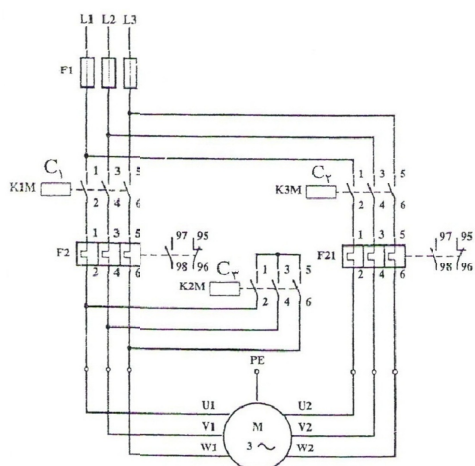 L1 L2 L3
F1
C۱
K1M
1 3 5
2 4 6
C۲
K3M
1 3 5
2 4 6
F2
1 3 5
2 4 6
97 95
98 96
C۳
K2M
1 3 5
2 4 6
F21
1 3 5
2 4 6
97 95
98 96
PE
U1
V1
W1
M
3 ~
U2
V2
W2